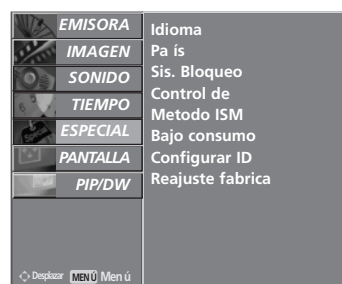 EMISORA
IMAGEN
SONIDO
TIEMPO
ESPECIAL
PANTALLA
PIP/DW
Desplazar MENÚ Menú
Idioma
Pa ís
Sis. Bloqueo
Control de
Metodo ISM
Bajo consumo
Configurar ID
Reajuste fabrica